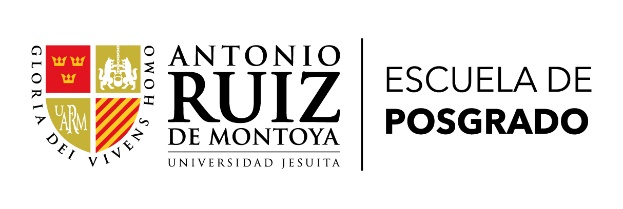 GLORIA DEI VIVENS HOMO
UARM
ANTONIO
RUIZ
DE MONTOYA
UNIVERSIDAD JESUITA
ESCUELA DE
POSGRADO